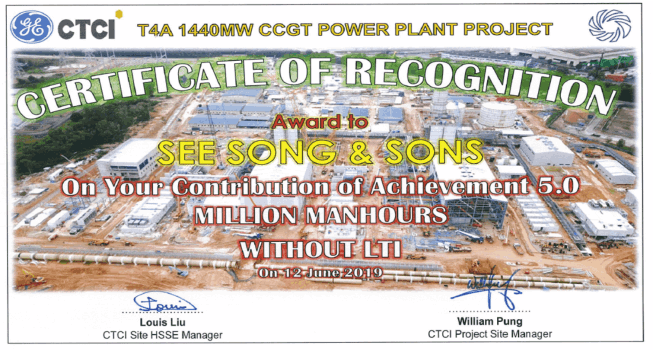 GE CTCI T4A 1440MW CCGT POWER PLANT PROJECT
CERTIFICATE OF RECOGNITION
Award to
SEE SONG & SONS
On Your Contribution of Achievement 5.0
MILLION MANHOURS
WITHOUT LTI
On 12 June 2019
Louis
Louis Liu
CTCI Site HSSE Manager
William Pung
CTCI Project Site Manager